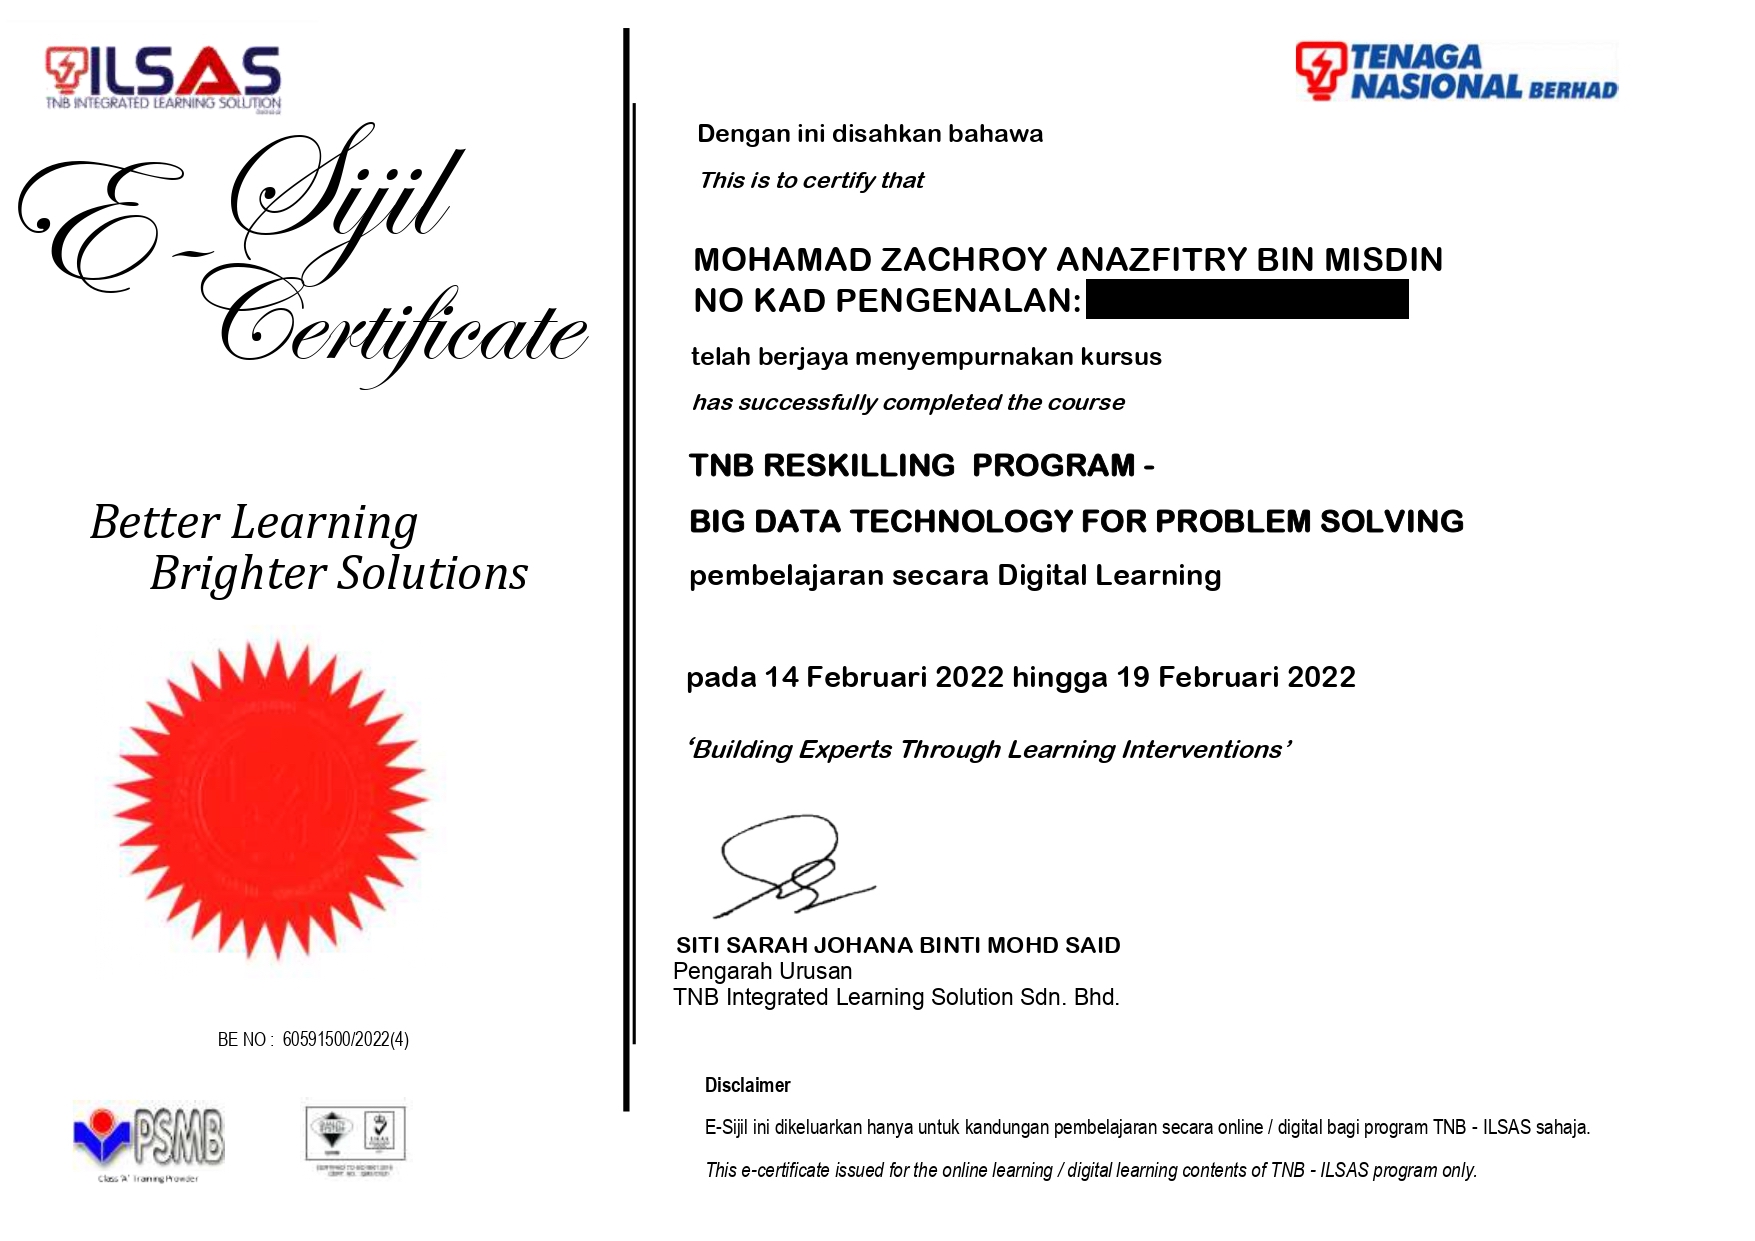 ILSAS
TNB INTEGRATED LEARNING SOLUTION
E-Sijil
Certificate
Better Learning
Brighter Solutions
BE NO : 60591500/2022(4)
PSMB
Class 'A' Training Provider
TENAGA
NASIONAL BERHAD
Dengan ini disahkan bahawa
This is to certify that
MOHAMAD ZACHROY ANAZFITRY BIN MISDIN
NO KAD PENGENALAN:
telah berjaya menyempurnakan kursus
has successfully completed the course
TNB RESKILLING PROGRAM -
BIG DATA TECHNOLOGY FOR PROBLEM SOLVING
pembelajaran secara Digital Learning
pada 14 Februari 2022 hingga 19 Februari 2022
‘Building Experts Through Learning Interventions’
SITI SARAH JOHANA BINTI MOHD SAID
Pengarah Urusan
TNB Integrated Learning Solution Sdn. Bhd.
Disclaimer
E-Sijil ini dikeluarkan hanya untuk kandungan pembelajaran secara online / digital bagi program TNB - ILSAS sahaja.
This e-certificate issued for the online learning / digital learning contents of TNB - ILSAS program only.